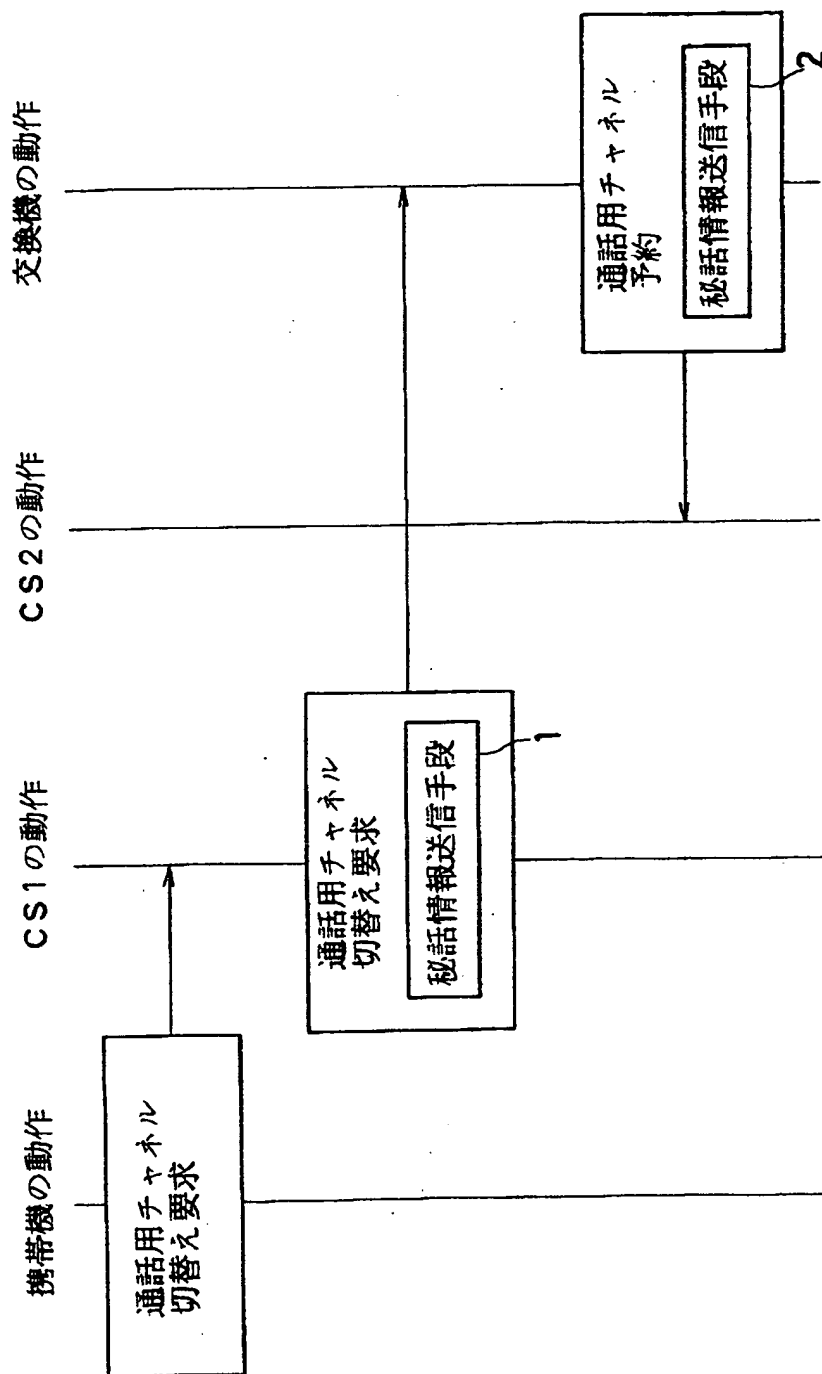 携帯機の動作
CS1の動作
CS2の動作
交換機の動作
通話用チャネル
切替え要求
通話用チャネル
切替え要求
秘話情報送信手段
1
通話用チャネル
予約
秘話情報送信手段
2